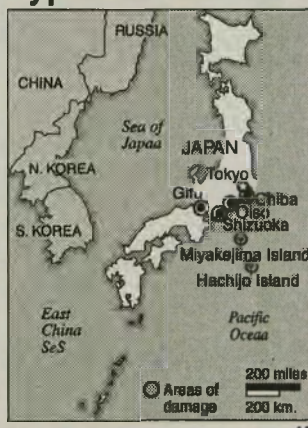 RUSSIA
CHINA
Sea of
Japaa
JAPAN
Tokyo
N. KOREA
Chiba
Gifu
Oiso
Shizuoka
S. KOREA
Miyakejima Island
Hachijo Island
East
China
SeS
Pacific
Oceaa
200 miles
Areas of
damage
200 km.